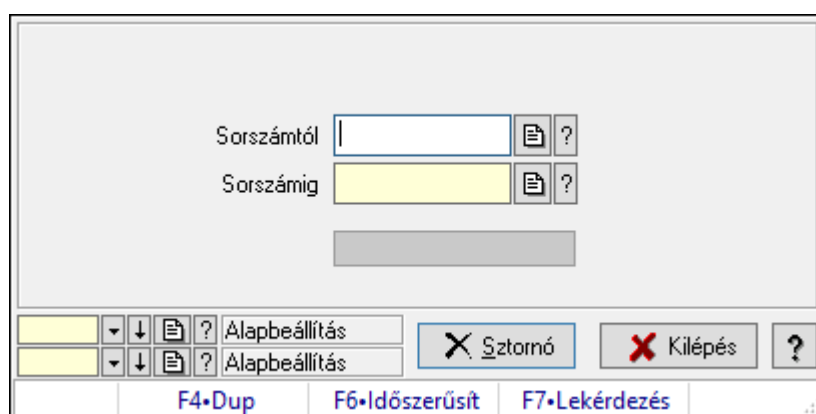 Sorszámtól ?
Sorszámig ?
? Alapbeállítás
? Alapbeállítás
Sztornó Kilépés ?
F4•Dup F6•Időszerűsít F7•Lekérdezés